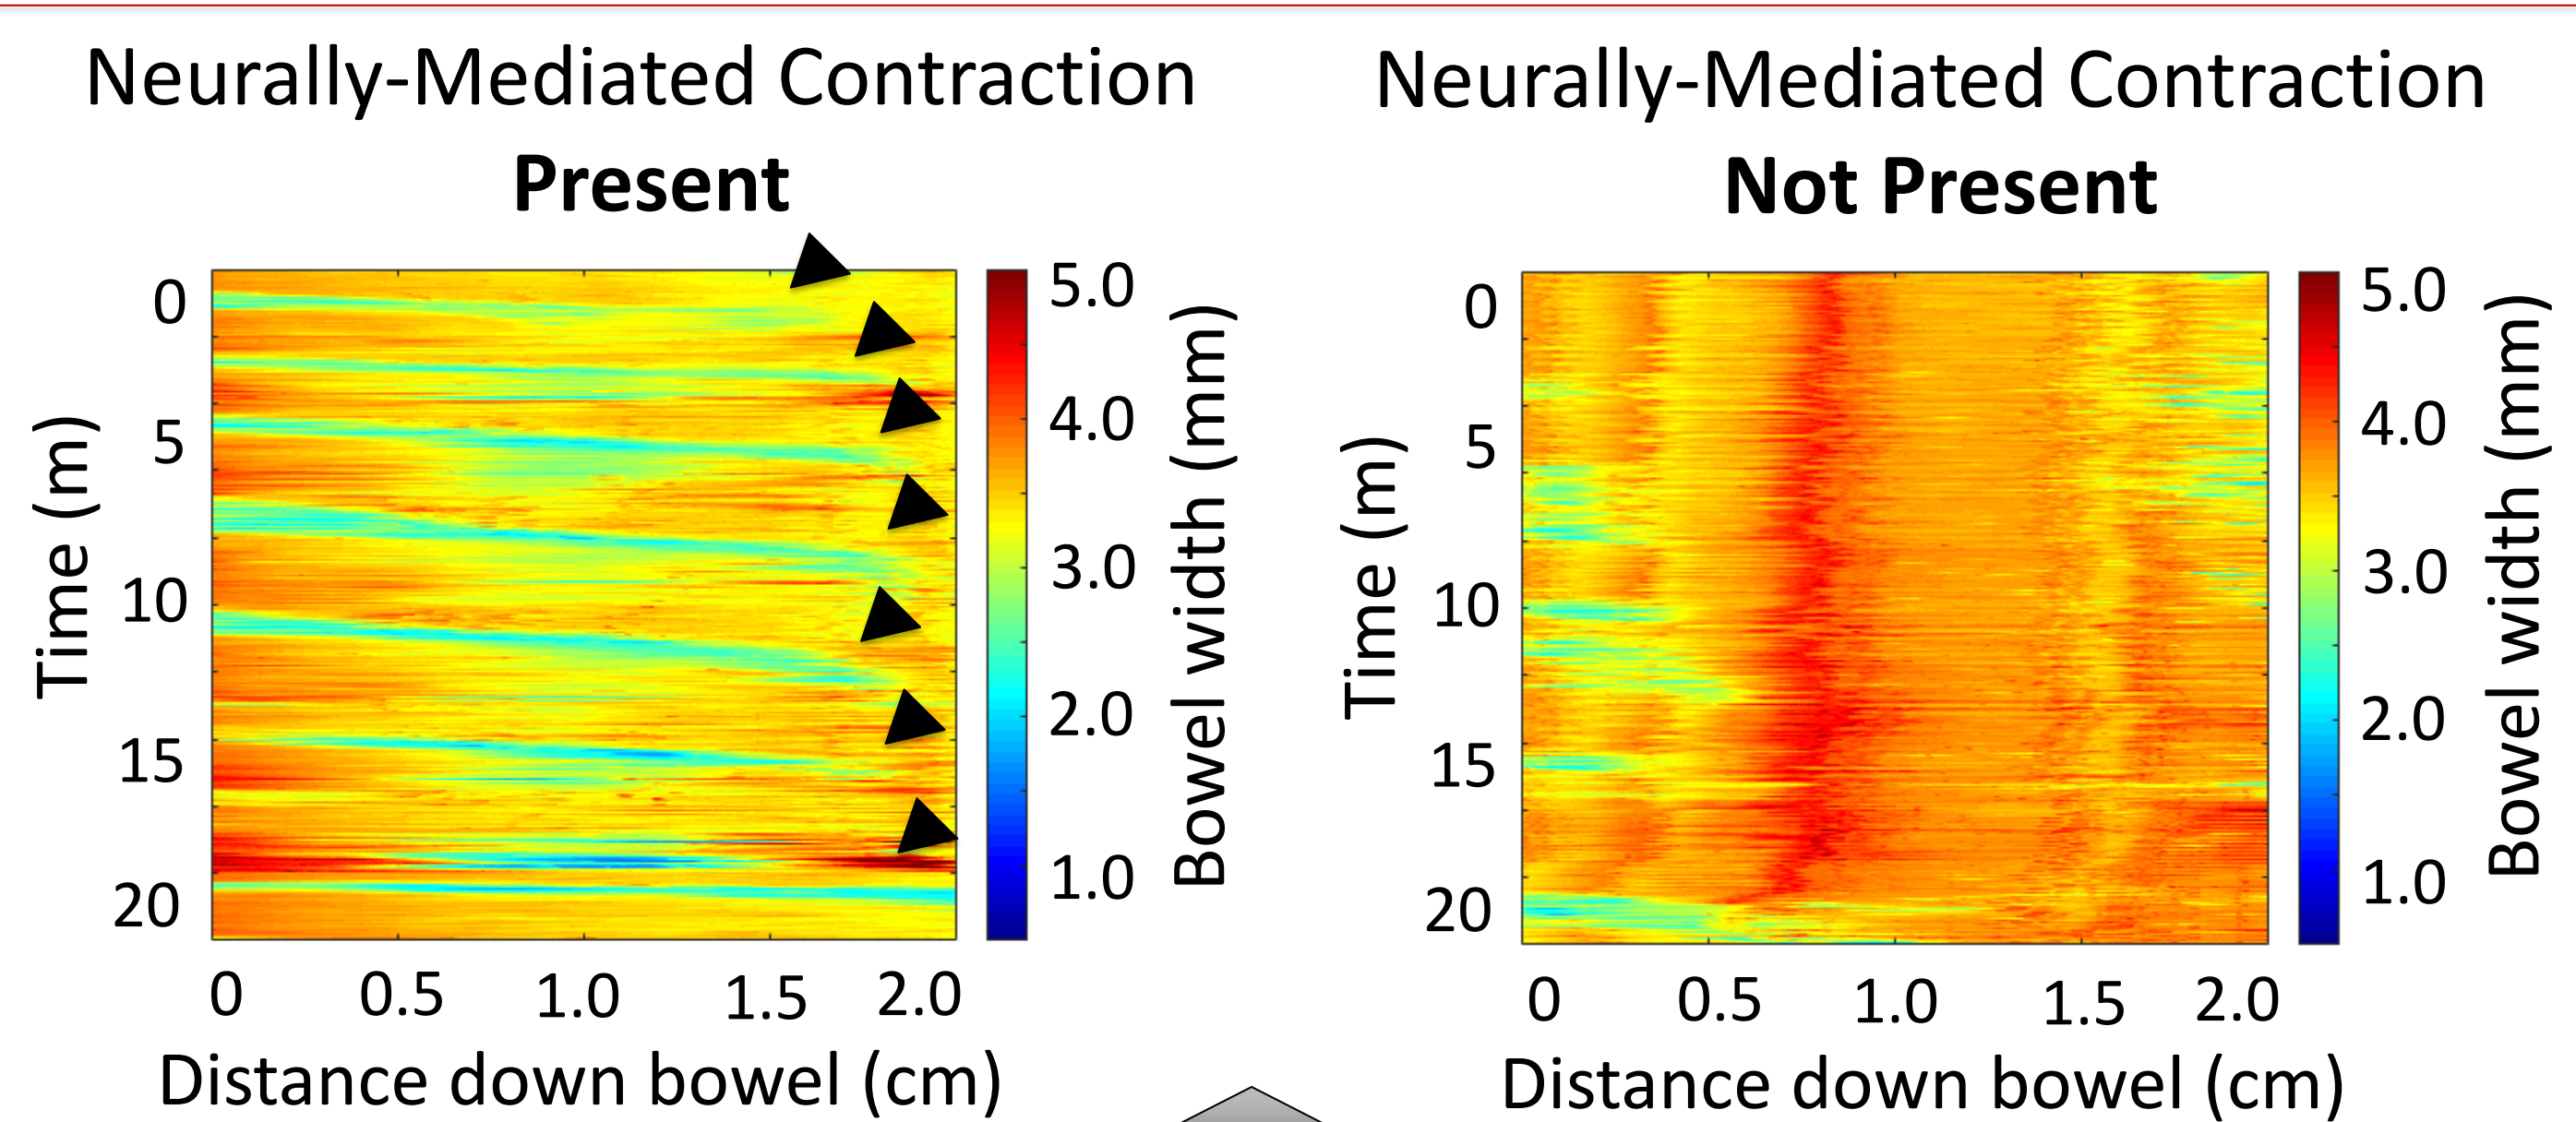 Neurally-Mediated Contraction
Present
0
5
10
15
20
Time (m)
0 0.5 1.0 1.5 2.0
Distance down bowel (cm)
5.0
4.0
3.0
2.0
1.0
Bowel width (mm)
Neurally-Mediated Contraction
Not Present
0
5
10
15
20
Time (m)
0 0.5 1.0 1.5 2.0
Distance down bowel (cm)
5.0
4.0
3.0
2.0
1.0
Bowel width (mm)